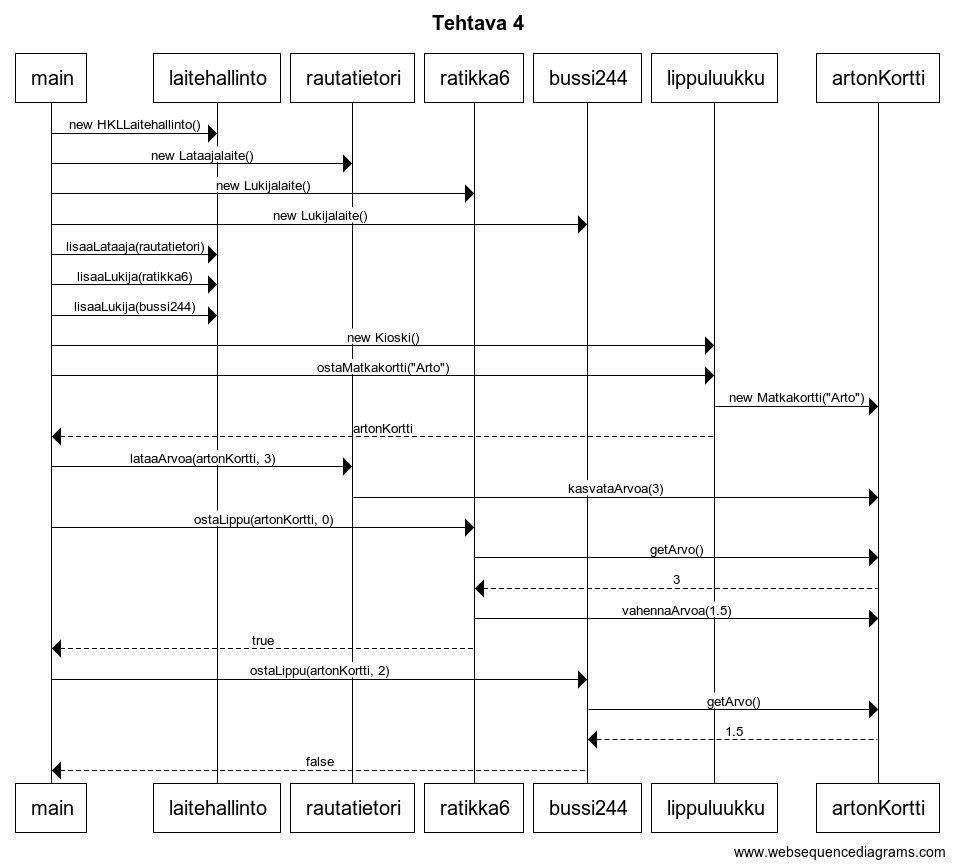 Tehtava 4
main laitehallinto rautatietori ratikka6 bussi244 lippuluukku artonKortti
new HKLLaitehallinto()
new Lataajalaite()
new Lukijalaite()
new Lukijalaite()
lisaaLataaja(rautatietori)
lisaaLukija(ratikka6)
lisaaLukija(bussi244)
new Kioski()
ostaMatkakortti("Arto")
new Matkakortti("Arto")
artonKortti
lataaArvoa(artonKortti, 3)
kasvataArvoa(3)
ostaLippu(artonKortti, 0)
getArvo()
3
vahennaArvoa(1.5)
true
ostaLippu(artonKortti, 2)
getArvo()
1.5
false
main laitehallinto rautatietori ratikka6 bussi244 lippuluukku artonKortti
www.websequencediagrams.com